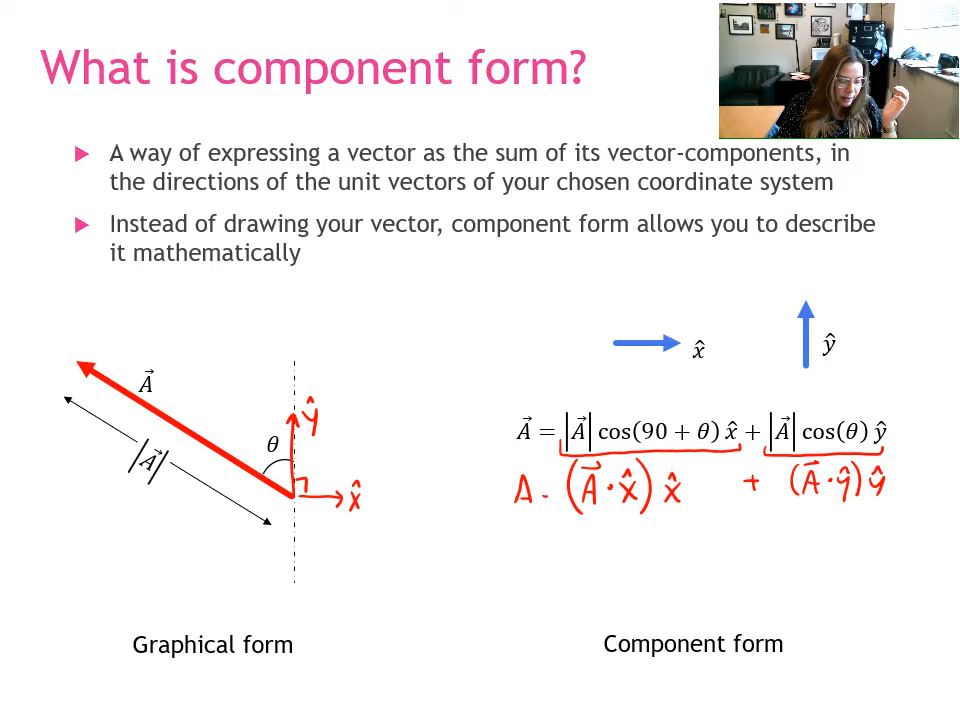 What is component form?
A way of expressing a vector as the sum of its vector-components, in
the directions of the unit vectors of your chosen coordinate system
Instead of drawing your vector, component form allows you to describe
it mathematically
x̂
ŷ
A⃗
ŷ
θ
|A⃗|
x̂
A⃗ = |A⃗| cos(90 + θ) x̂ + |A⃗| cos(θ) ŷ
A - (A⃗ · x̂) x̂ + (A⃗ · ŷ) ŷ
Graphical form
Component form